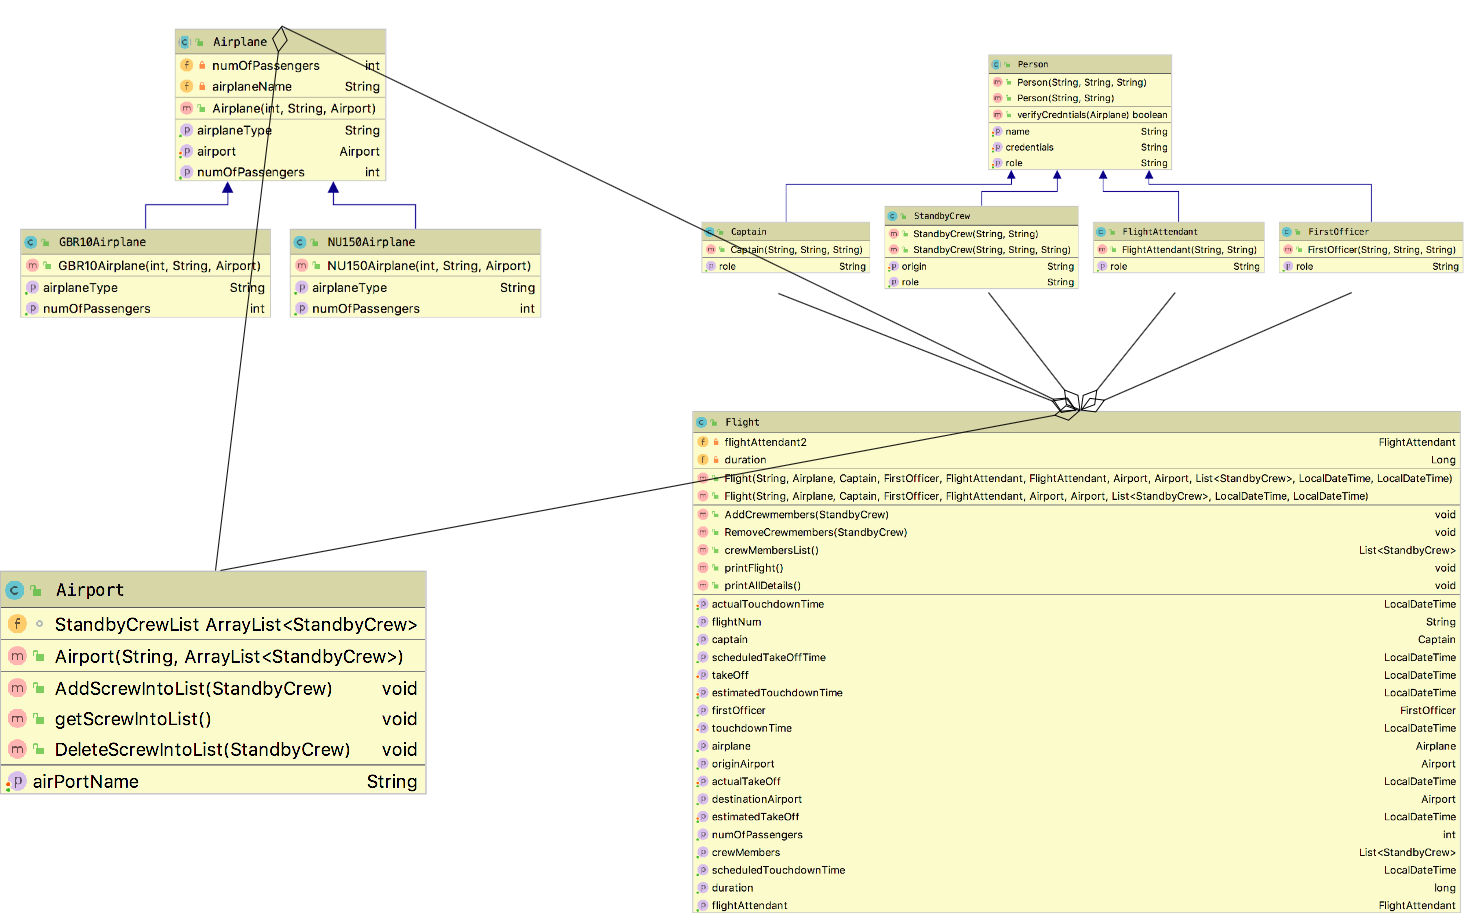 Airplane
numOfPassengers int
airplaneName String
Airplane(int, String, Airport)
airplaneType String
airport Airport
numOfPassengers int
GBR10Airplane
GBR10Airplane(int, String, Airport)
airplaneType String
numOfPassengers int
NU150Airplane
NU150Airplane(int, String, Airport)
airplaneType String
numOfPassengers int
Person
Person(String, String, String)
Person(String, String)
verifyCredntials(Airplane) boolean
name String
credentials String
role String
Captain
Captain(String, String, String)
role String
StandbyCrew
StandbyCrew(String, String)
StandbyCrew(String, String, String)
origin String
role String
FlightAttendant
FlightAttendant(String, String)
role String
FirstOfficer
FirstOfficer(String, String, String)
role String
Airport
StandbyCrewList ArrayList<StandbyCrew>
Airport(String, ArrayList<StandbyCrew>)
AddScrewIntoList(StandbyCrew) void
getScrewIntoList() void
DeleteScrewIntoList(StandbyCrew) void
airPortName String
Flight
flightAttendant2 FlightAttendant
duration Long
Flight(String, Airplane, Captain, FirstOfficer, FlightAttendant, FlightAttendant, Airport, Airport, List<StandbyCrew>, LocalDateTime, LocalDateTime)
Flight(String, Airplane, Captain, FirstOfficer, FlightAttendant, Airport, Airport, List<StandbyCrew>, LocalDateTime, LocalDateTime)
AddCrewmembers(StandbyCrew) void
RemoveCrewmembers(StandbyCrew) void
crewMembersList() List<StandbyCrew>
printFlight() void
printAllDetails() void
actualTouchdownTime LocalDateTime
flightNum String
captain Captain
scheduledTakeOffTime LocalDateTime
takeOff LocalDateTime
estimatedTouchdownTime LocalDateTime
firstOfficer FirstOfficer
touchdownTime LocalDateTime
airplane Airplane
originAirport Airport
actualTakeOff LocalDateTime
destinationAirport Airport
estimatedTakeOff LocalDateTime
numOfPassengers int
crewMembers List<StandbyCrew>
scheduledTouchdownTime LocalDateTime
duration long
flightAttendant FlightAttendant